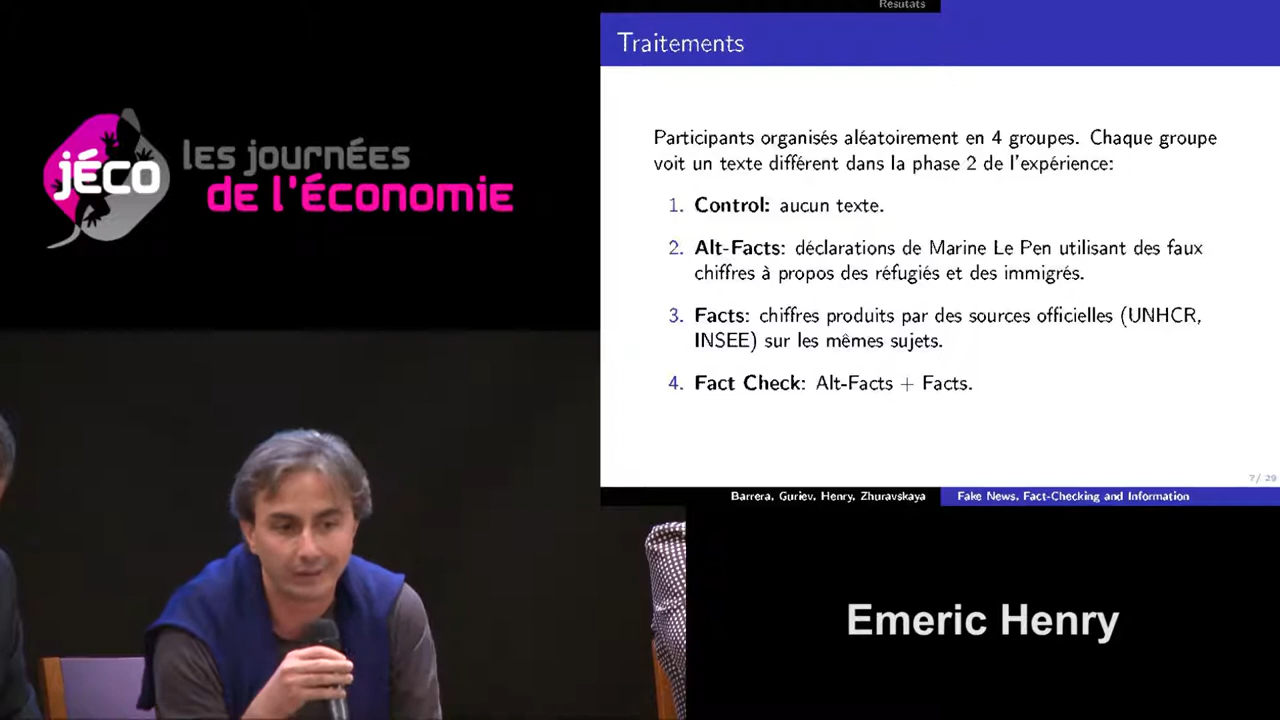 Resutats
Traitements
Participants organisés aléatoirement en 4 groupes. Chaque groupe
voit un texte différent dans la phase 2 de l'expérience:
1. Control: aucun texte.
2. Alt-Facts: déclarations de Marine Le Pen utilisant des faux
chiffres à propos des réfugiés et des immigrés.
3. Facts: chiffres produits par des sources officielles (UNHCR,
INSEE) sur les mêmes sujets.
4. Fact Check: Alt-Facts + Facts.
7/29
Barrera, Guriev, Henry, Zhuravskaya
Fake News, Fact-Checking and Information
jéco
les journées
de l'économie
Emeric Henry